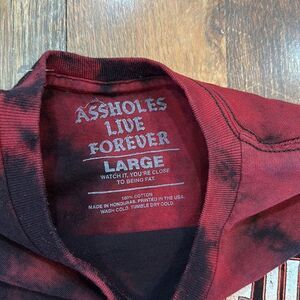 ASSHOLES
LIVE
FOREVER
LARGE
WATCH IT, YOU'RE CLOSE
TO BEING FAT
100% COTTON
MADE IN HONDURAS. PRINTED IN THE USA.
WASH COLD. TUMBLE DRY COLD.